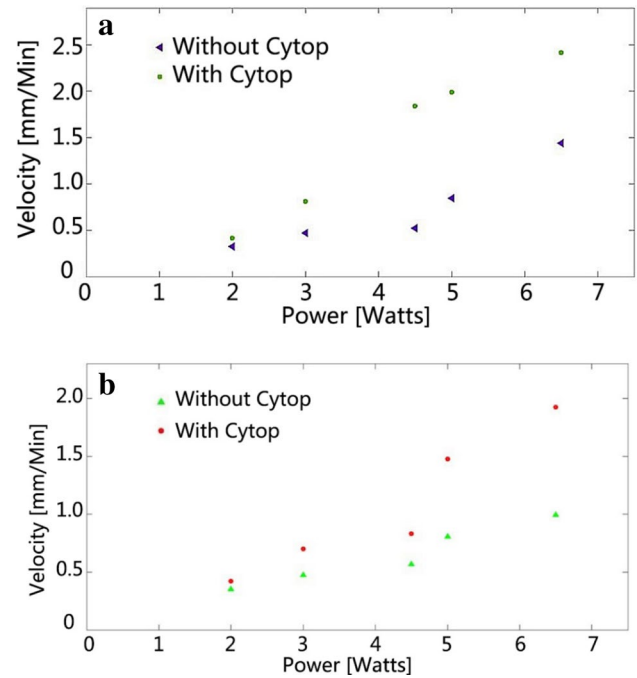 a
Without Cytop
With Cytop
Velocity [mm/Min]
2.5
2.0
1.5
1.0
0.5
0
0 1 2 3 4 5 6 7
Power [Watts]
b
Without Cytop
With Cytop
Velocity [mm/Min]
2.0
1.5
1.0
0.5
0
0 1 2 3 4 5 6 7
Power [Watts]